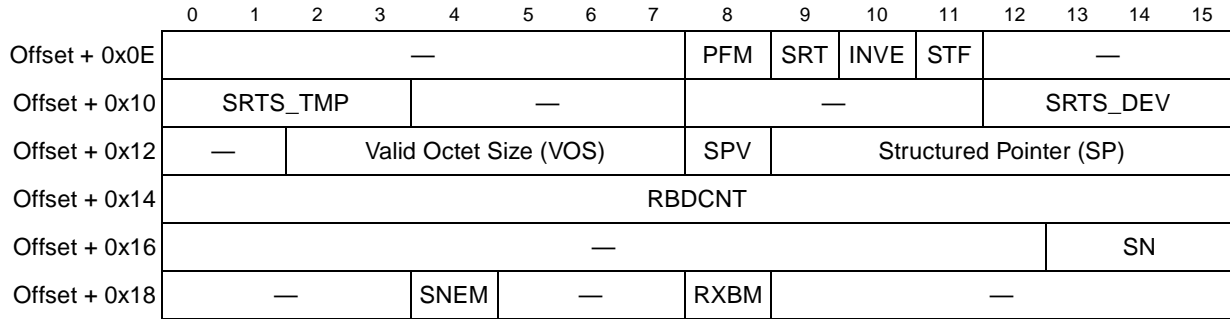 0 1 2 3 4 5 6 7 8 9 10 11 12 13 14 15
Offset + 0x0E — PFM SRT INVE STF —
Offset + 0x10 SRTS_TMP — — SRTS_DEV
Offset + 0x12 — Valid Octet Size (VOS) SPV Structured Pointer (SP)
Offset + 0x14 RBDCNT
Offset + 0x16 — SN
Offset + 0x18 — SNEM — RXBM —